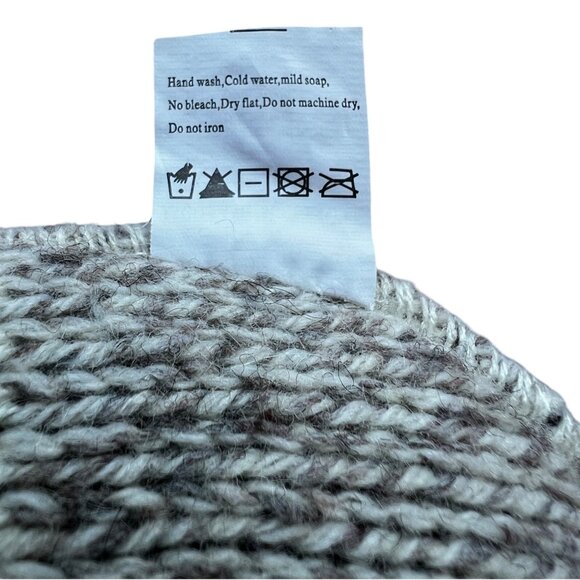 Hand wash,Cold water,mild soap,
No bleach,Dry flat,Do not machine dry,
Do not iron